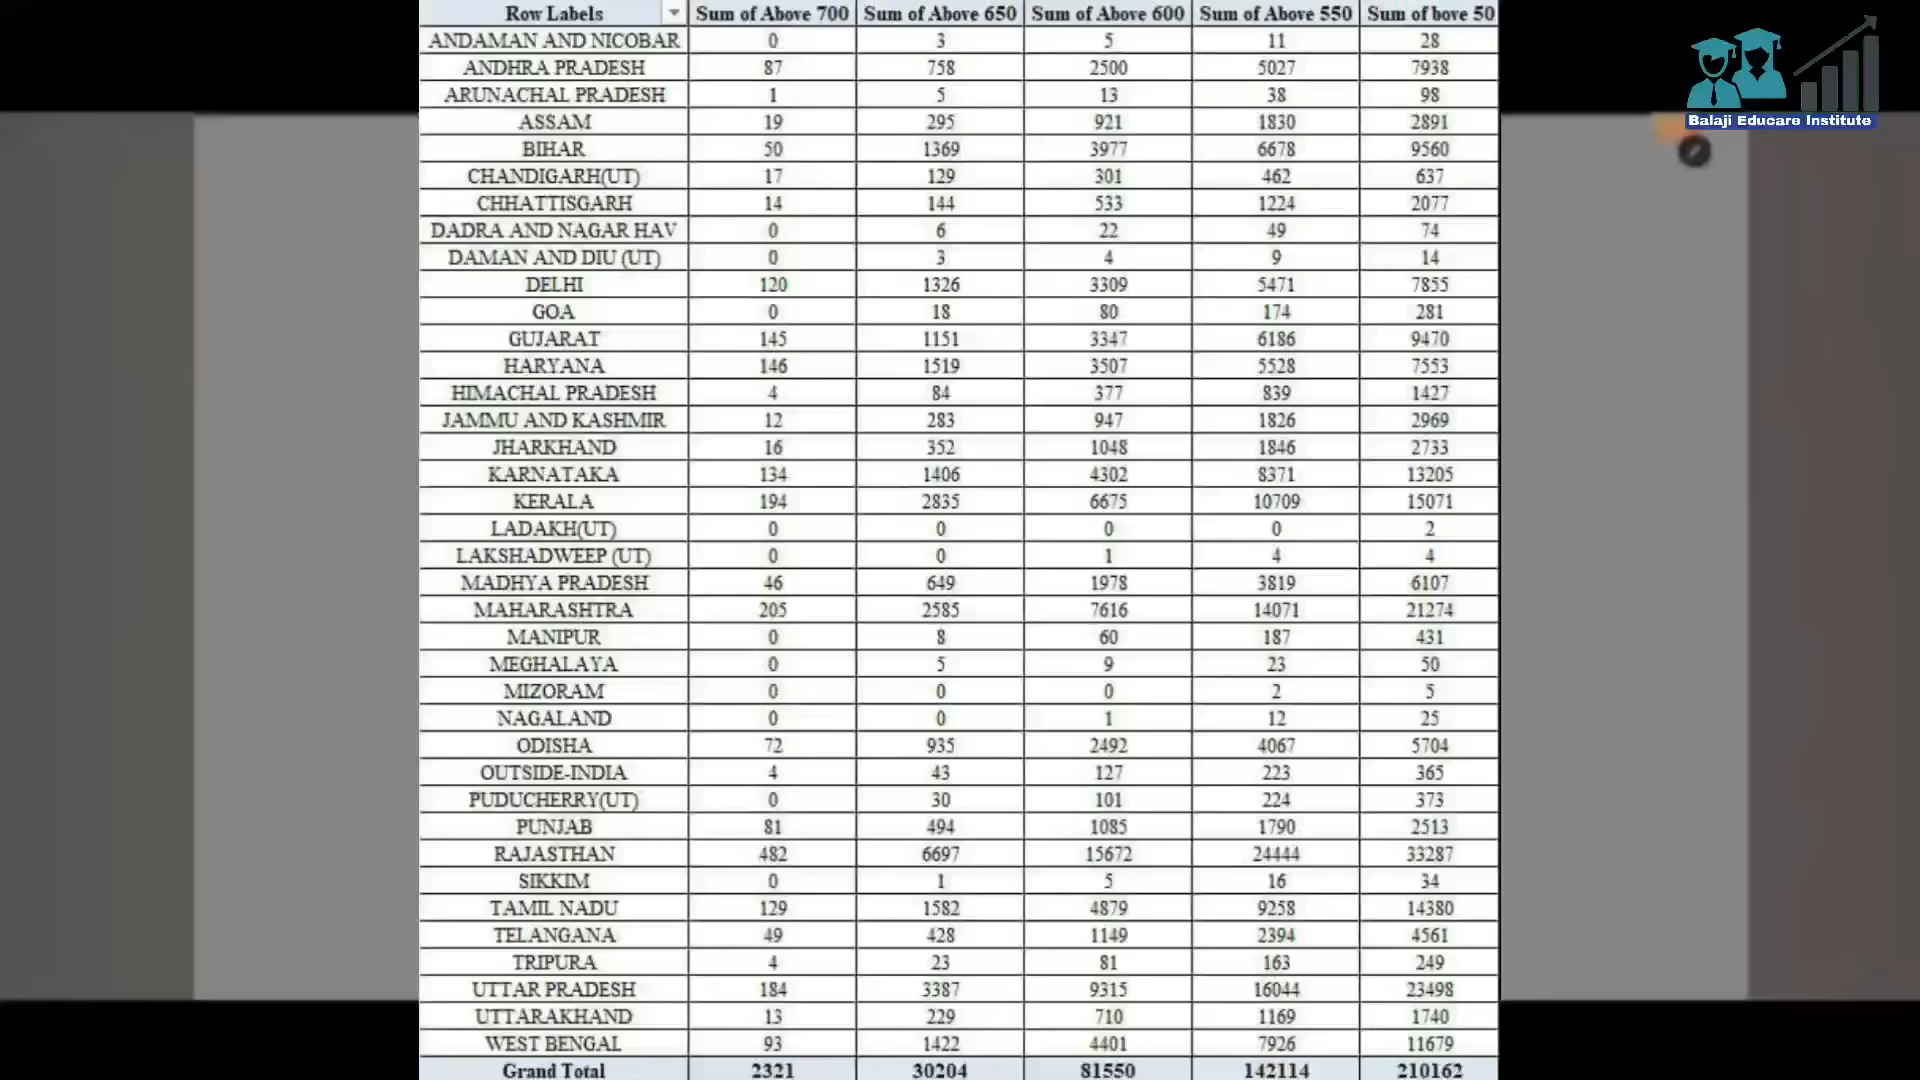 Row Labels Sum of Above 700 Sum of Above 650 Sum of Above 600 Sum of Above 550 Sum of bove 50
ANDAMAN AND NICOBAR 0 3 5 11 28
ANDHRA PRADESH 87 758 2500 5027 7938
ARUNACHAL PRADESH 1 5 13 38 98
ASSAM 19 295 921 1830 2891
BIHAR 50 1369 3977 6678 9560
CHANDIGARH(UT) 17 129 301 462 637
CHHATTISGARH 14 144 533 1224 2077
DADRA AND NAGAR HAV 0 6 22 49 74
DAMAN AND DIU (UT) 0 3 4 9 14
DELHI 120 1326 3309 5471 7855
GOA 0 18 80 174 281
GUJARAT 145 1151 3347 6186 9470
HARYANA 146 1519 3507 5528 7553
HIMACHAL PRADESH 4 84 377 839 1427
JAMMU AND KASHMIR 12 283 947 1826 2969
JHARKHAND 16 352 1048 1846 2733
KARNATAKA 134 1406 4302 8371 13205
KERALA 194 2835 6675 10709 15071
LADAKH(UT) 0 0 0 0 2
LAKSHADWEEP (UT) 0 0 1 4 4
MADHYA PRADESH 46 649 1978 3819 6107
MAHARASHTRA 205 2585 7616 14071 21274
MANIPUR 0 8 60 187 431
MEGHALAYA 0 5 9 23 50
MIZORAM 0 0 0 2 5
NAGALAND 0 0 1 12 25
ODISHA 72 935 2492 4067 5704
OUTSIDE-INDIA 4 43 127 223 365
PUDUCHERRY(UT) 0 30 101 224 373
PUNJAB 81 494 1085 1790 2513
RAJASTHAN 482 6697 15672 24444 33287
SIKKIM 0 1 5 16 34
TAMIL NADU 129 1582 4879 9258 14380
TELANGANA 49 428 1149 2394 4561
TRIPURA 4 23 81 163 249
UTTAR PRADESH 184 3387 9315 16044 23498
UTTARAKHAND 13 229 710 1169 1740
WEST BENGAL 93 1422 4401 7926 11679
Grand Total 2321 30204 81550 142114 210162
Balaji Educare Institute